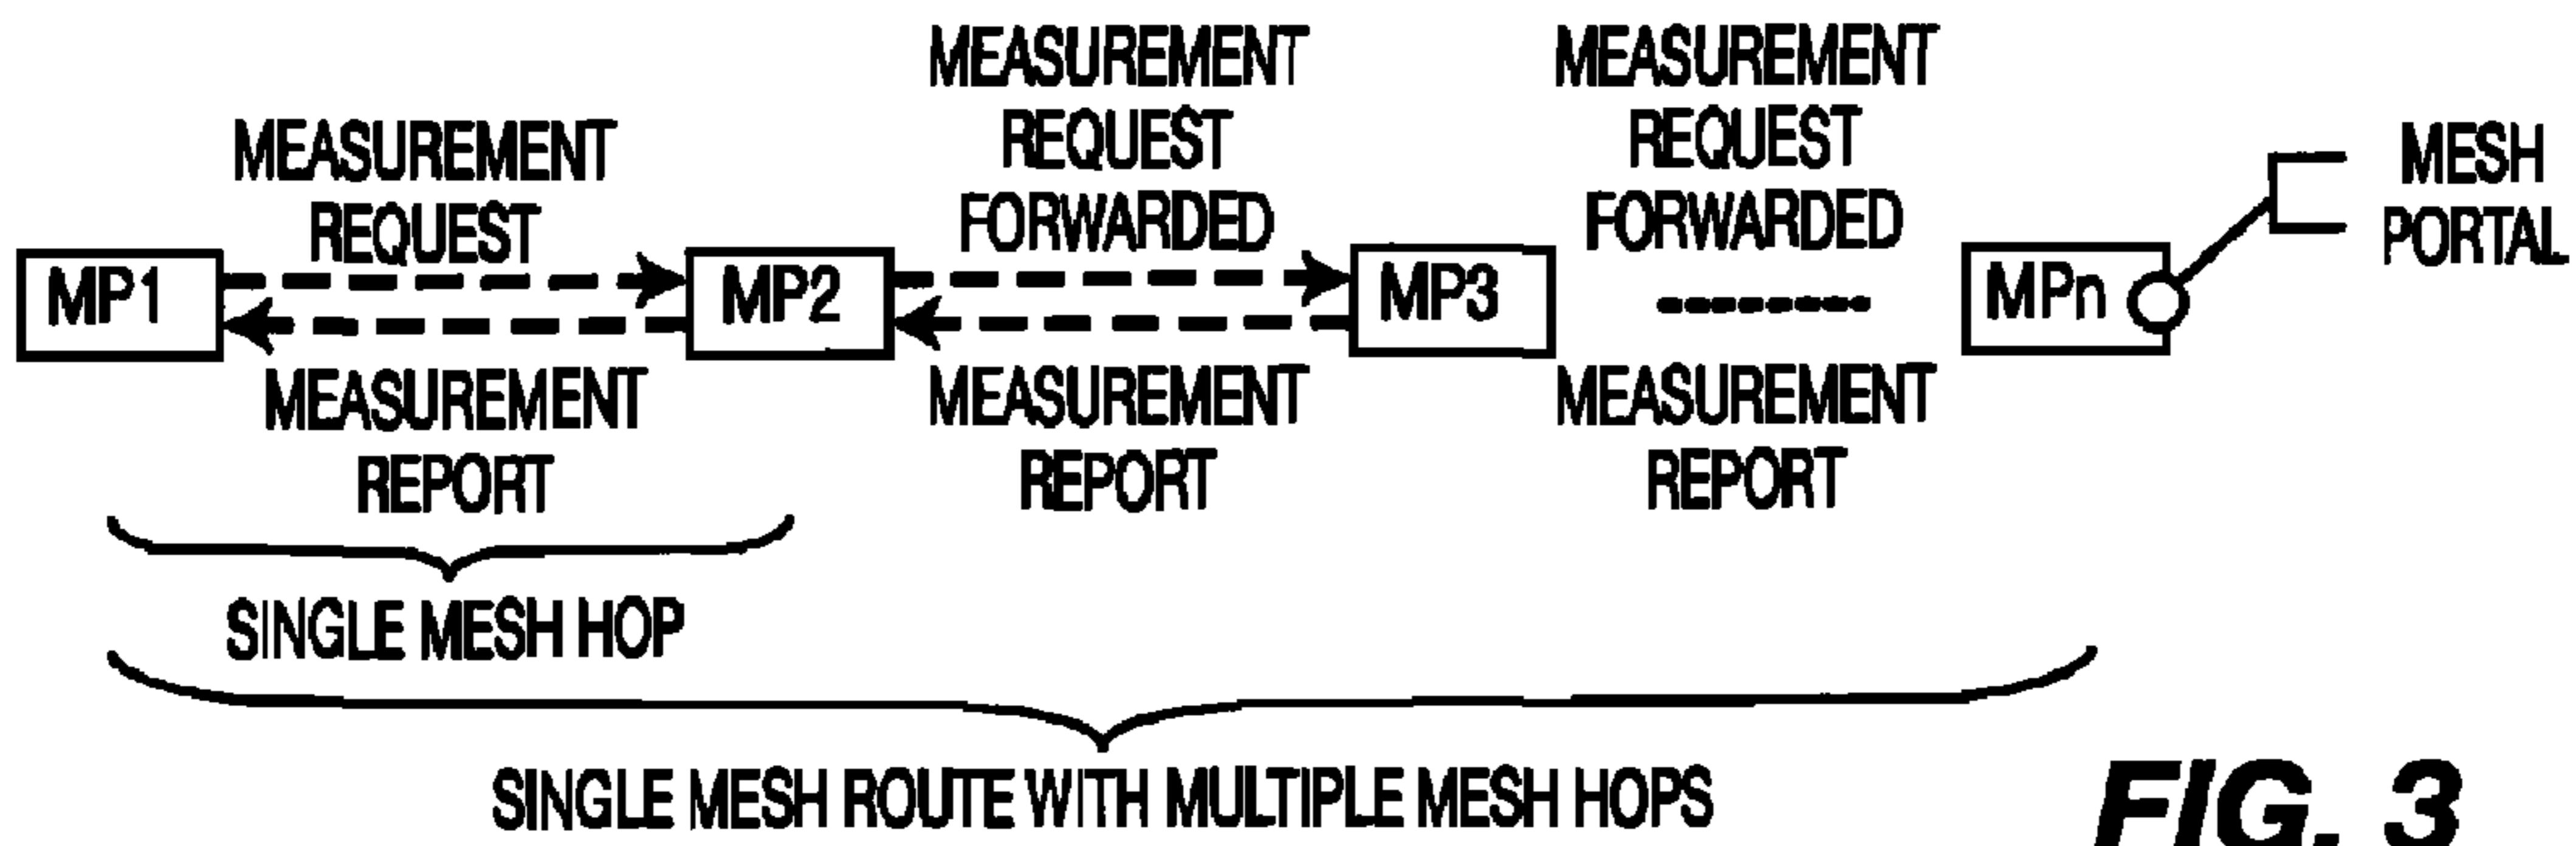 MEASUREMENT
REQUEST
MEASUREMENT
REQUEST
FORWARDED
MEASUREMENT
REQUEST
FORWARDED
MESH
PORTAL
MP1
MP2
MP3
MPn
MEASUREMENT
REPORT
MEASUREMENT
REPORT
MEASUREMENT
REPORT
SINGLE MESH HOP
SINGLE MESH ROUTE WITH MULTIPLE MESH HOPS
FIG. 3